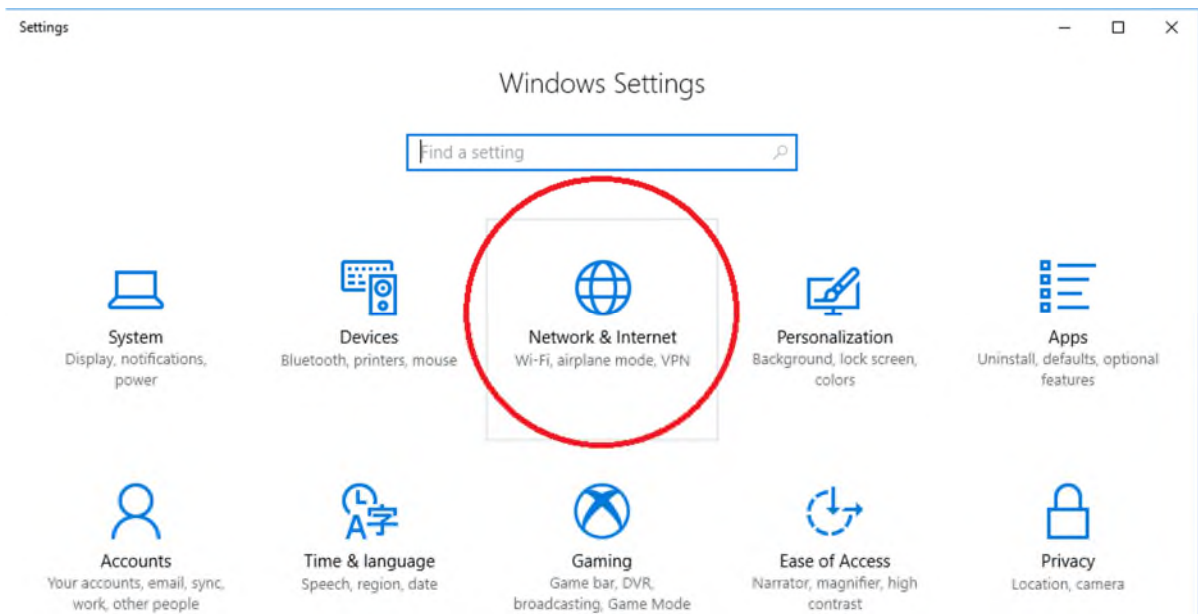 Settings
Windows Settings
Find a setting
System
Display, notifications,
power
Devices
Bluetooth, printers, mouse
Network & Internet
Wi-Fi, airplane mode, VPN
Personalization
Background, lock screen,
colors
Apps
Uninstall, defaults, optional
features
Accounts
Your accounts, email, sync,
work, other people
Time & language
Speech, region, date
Gaming
Game bar, DVR,
broadcasting, Game Mode
Ease of Access
Narrator, magnifier, high
contrast
Privacy
Location, camera